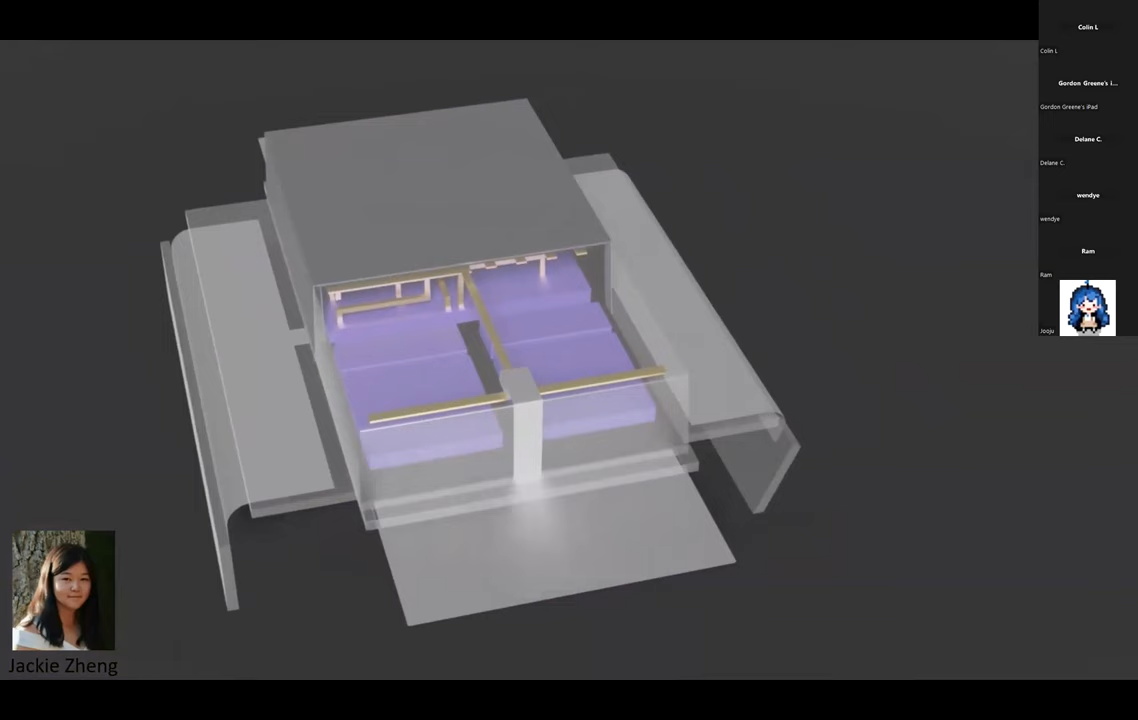 Colin L
Colin L
Gordon Greene's i...
Gordon Greene's iPad
Delane C.
Delane C.
wendye
wendye
Ram
Ram
Jooju
Jackie Zheng